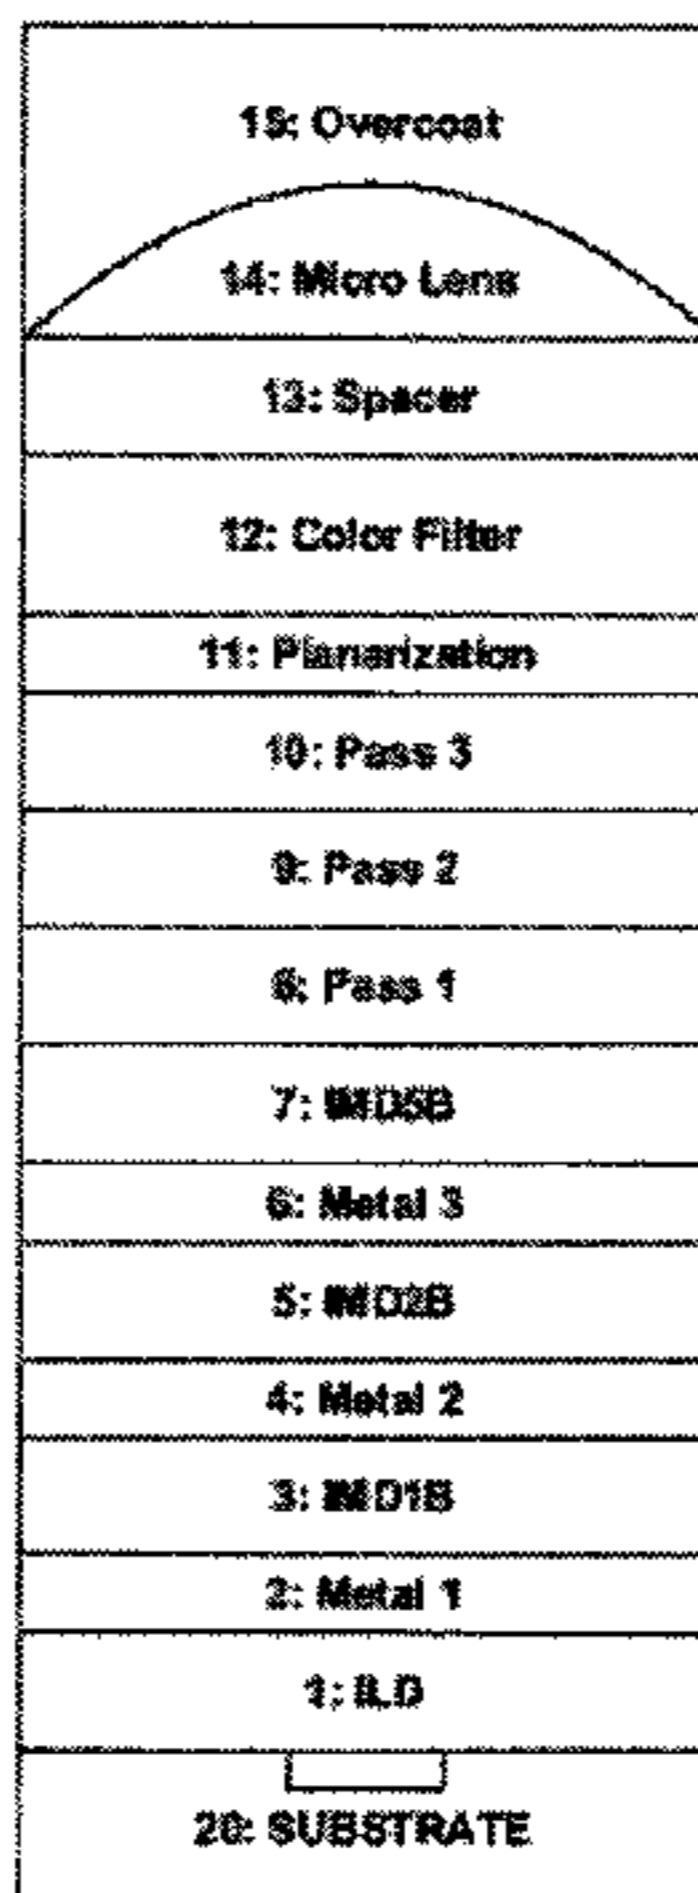 15: Overcoat
14: Micro Lens
13: Spacer
12: Color Filter
11: Planarization
10: Pass 3
9: Pass 2
8: Pass 1
7: IMD5B
6: Metal 3
5: IMD2B
4: Metal 2
3: IMD1B
2: Metal 1
1: ILD
20: SUBSTRATE